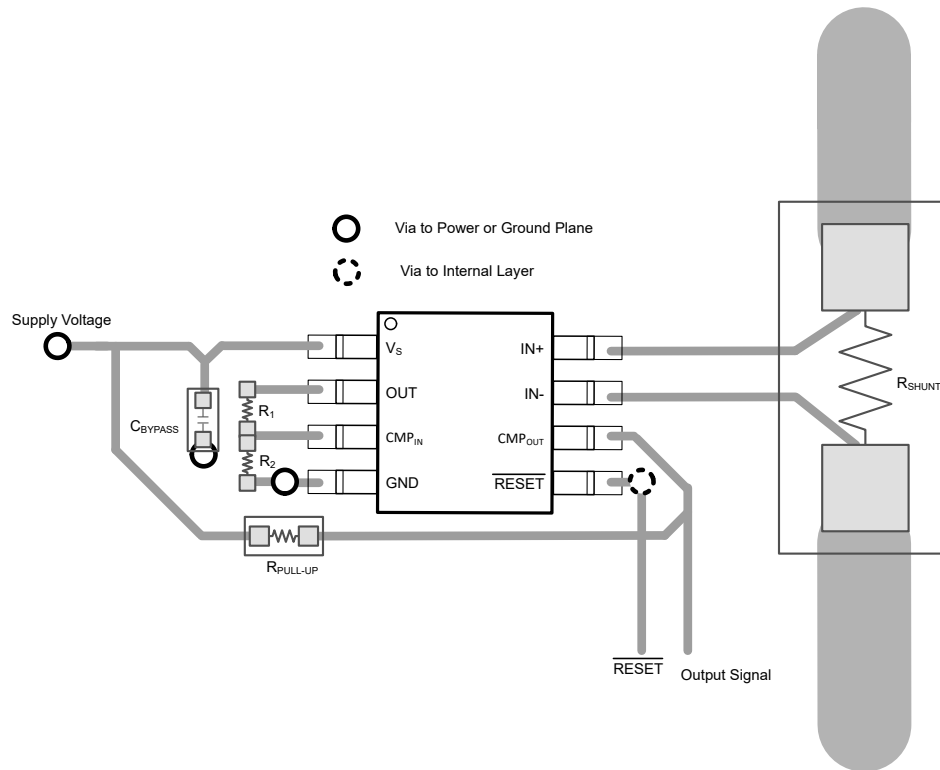 Via to Power or Ground Plane
Via to Internal Layer
Supply Voltage
VS
IN+
OUT
IN-
RSHUNT
R1
CBYPASS
CMPIN
CMPOUT
R2
GND
RESET
RPULL-UP
RESET
Output Signal